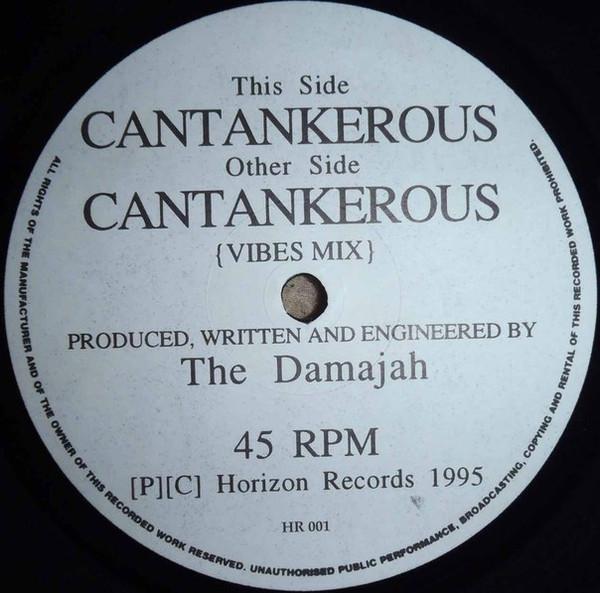 This Side
CANTANKEROUS
Other Side
CANTANKEROUS
{VIBES MIX}
PRODUCED, WRITTEN AND ENGINEERED BY
The Damajah
45 RPM
[P][C] Horizon Records 1995
HR 001
ALL RIGHTS OF THE MANUFACTURER AND OF THE OWNER OF THIS RECORDED WORK RESERVED. UNAUTHORISED PUBLIC PERFORMANCE, BROADCASTING, COPYING AND RENTAL OF THIS RECORDED WORK PROHIBITED.